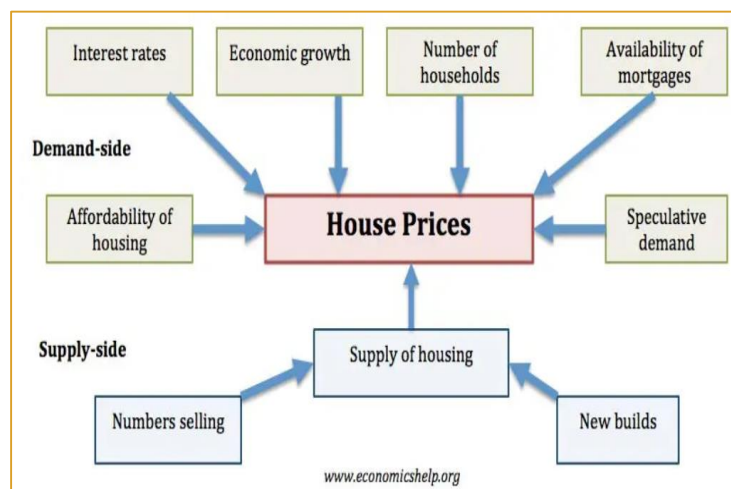 Interest rates
Economic growth
Number of
households
Availability of
mortgages
Demand-side
Affordability of
housing
House Prices
Speculative
demand
Supply-side
Supply of housing
Numbers selling
New builds
www.economicshelp.org